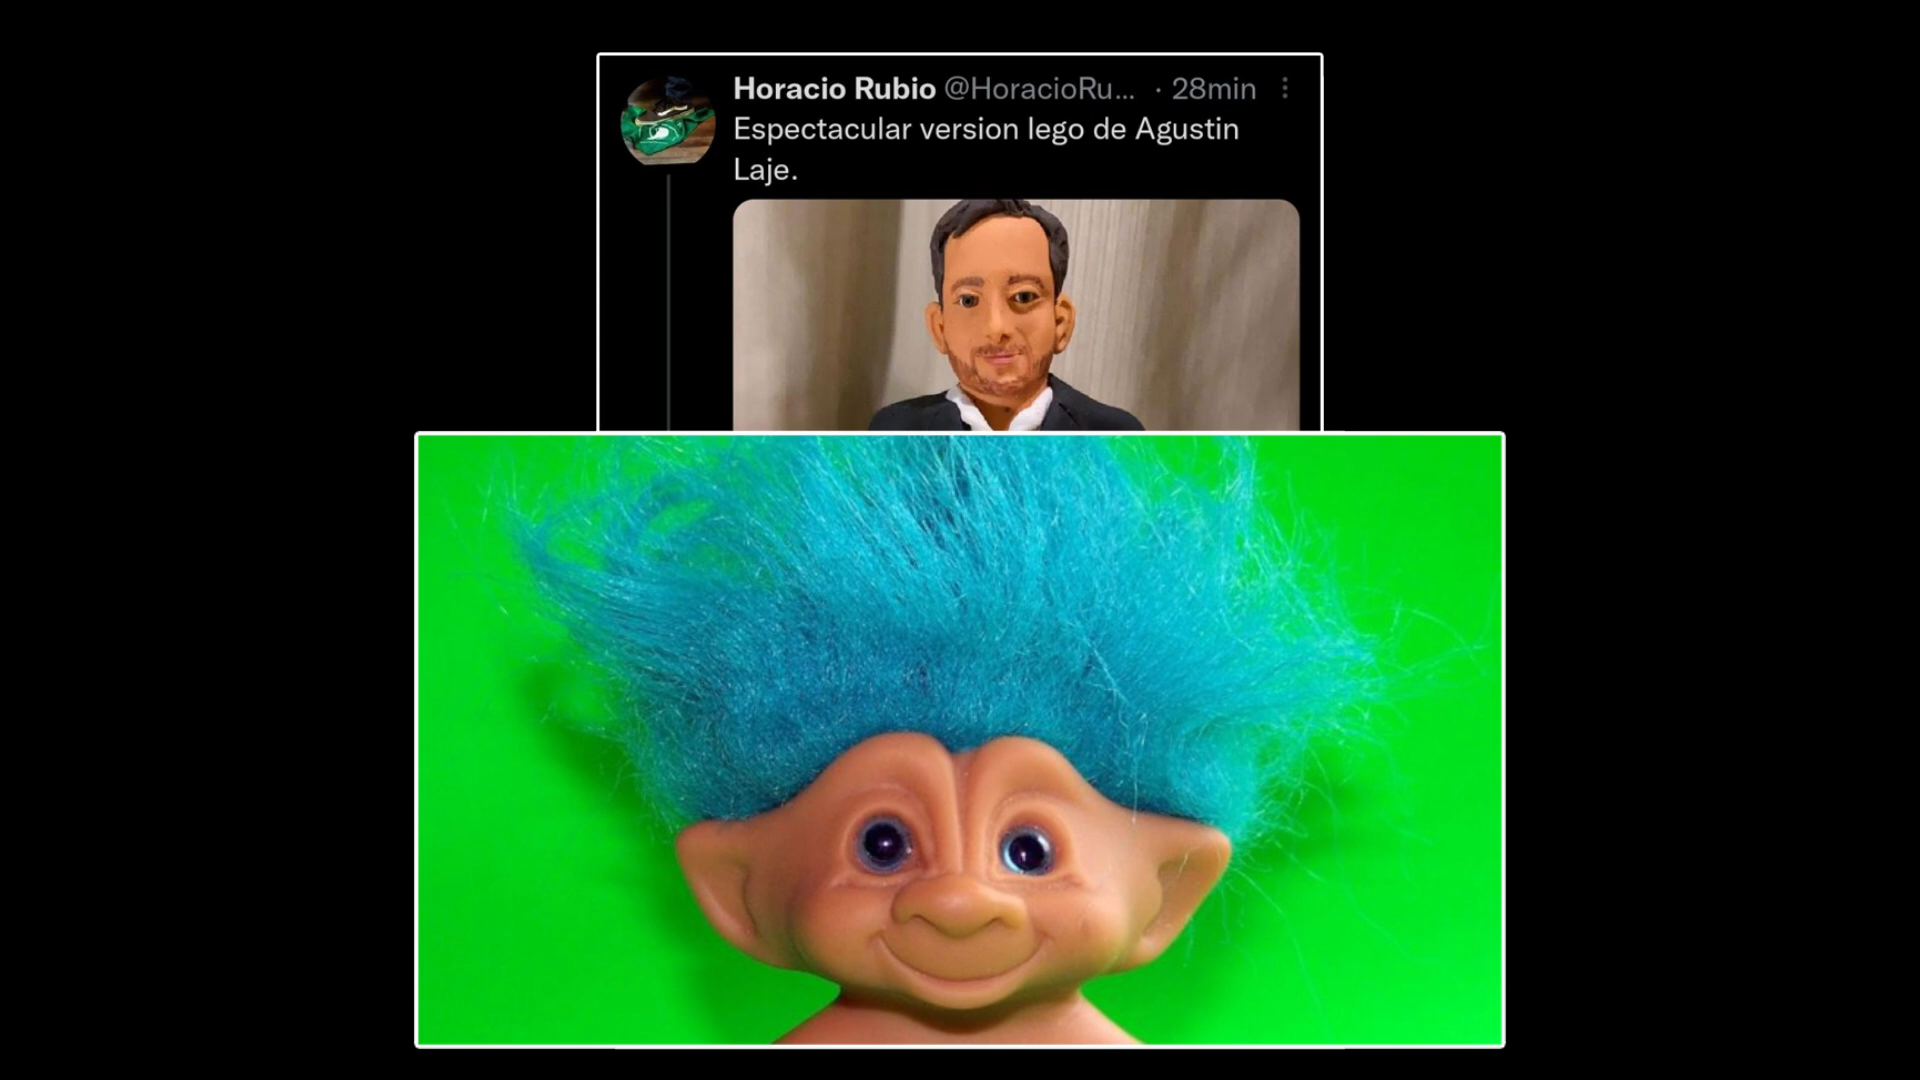 Horacio Rubio @HoracioRu... · 28min
Espectacular version lego de Agustin
Laje.